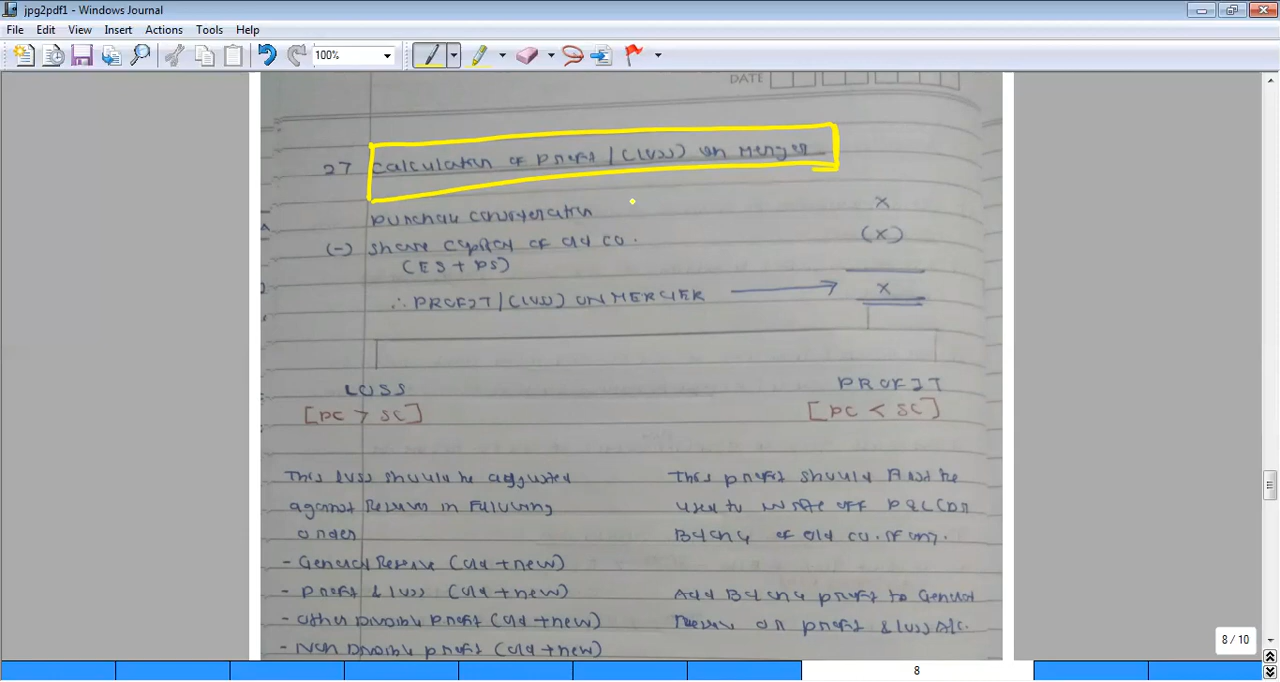 jpg2pdf1 - Windows Journal
File Edit View Insert Actions Tools Help
100%
DATE
27 Calculation of profit / (Loss) on Merger
purchase consideration X
(-) share capital of old co. (X)
(ES + PS)
∴ PROFIT / (LOSS) ON MERGER → X
LOSS PROFIT
[PC > SC] [PC < SC]
This loss should be adjusted
against Reserves in Following
order
- General Reserve (old + new)
- profit & loss (old + new)
- other Divisible profit (old + new)
- Non Divisible profit (old + new)
This profit should First be
used to write off P&L (Dr)
Balance of old co. if any.
Add Balance profit to General
Reserve or profit & loss A/c.
8 / 10
8